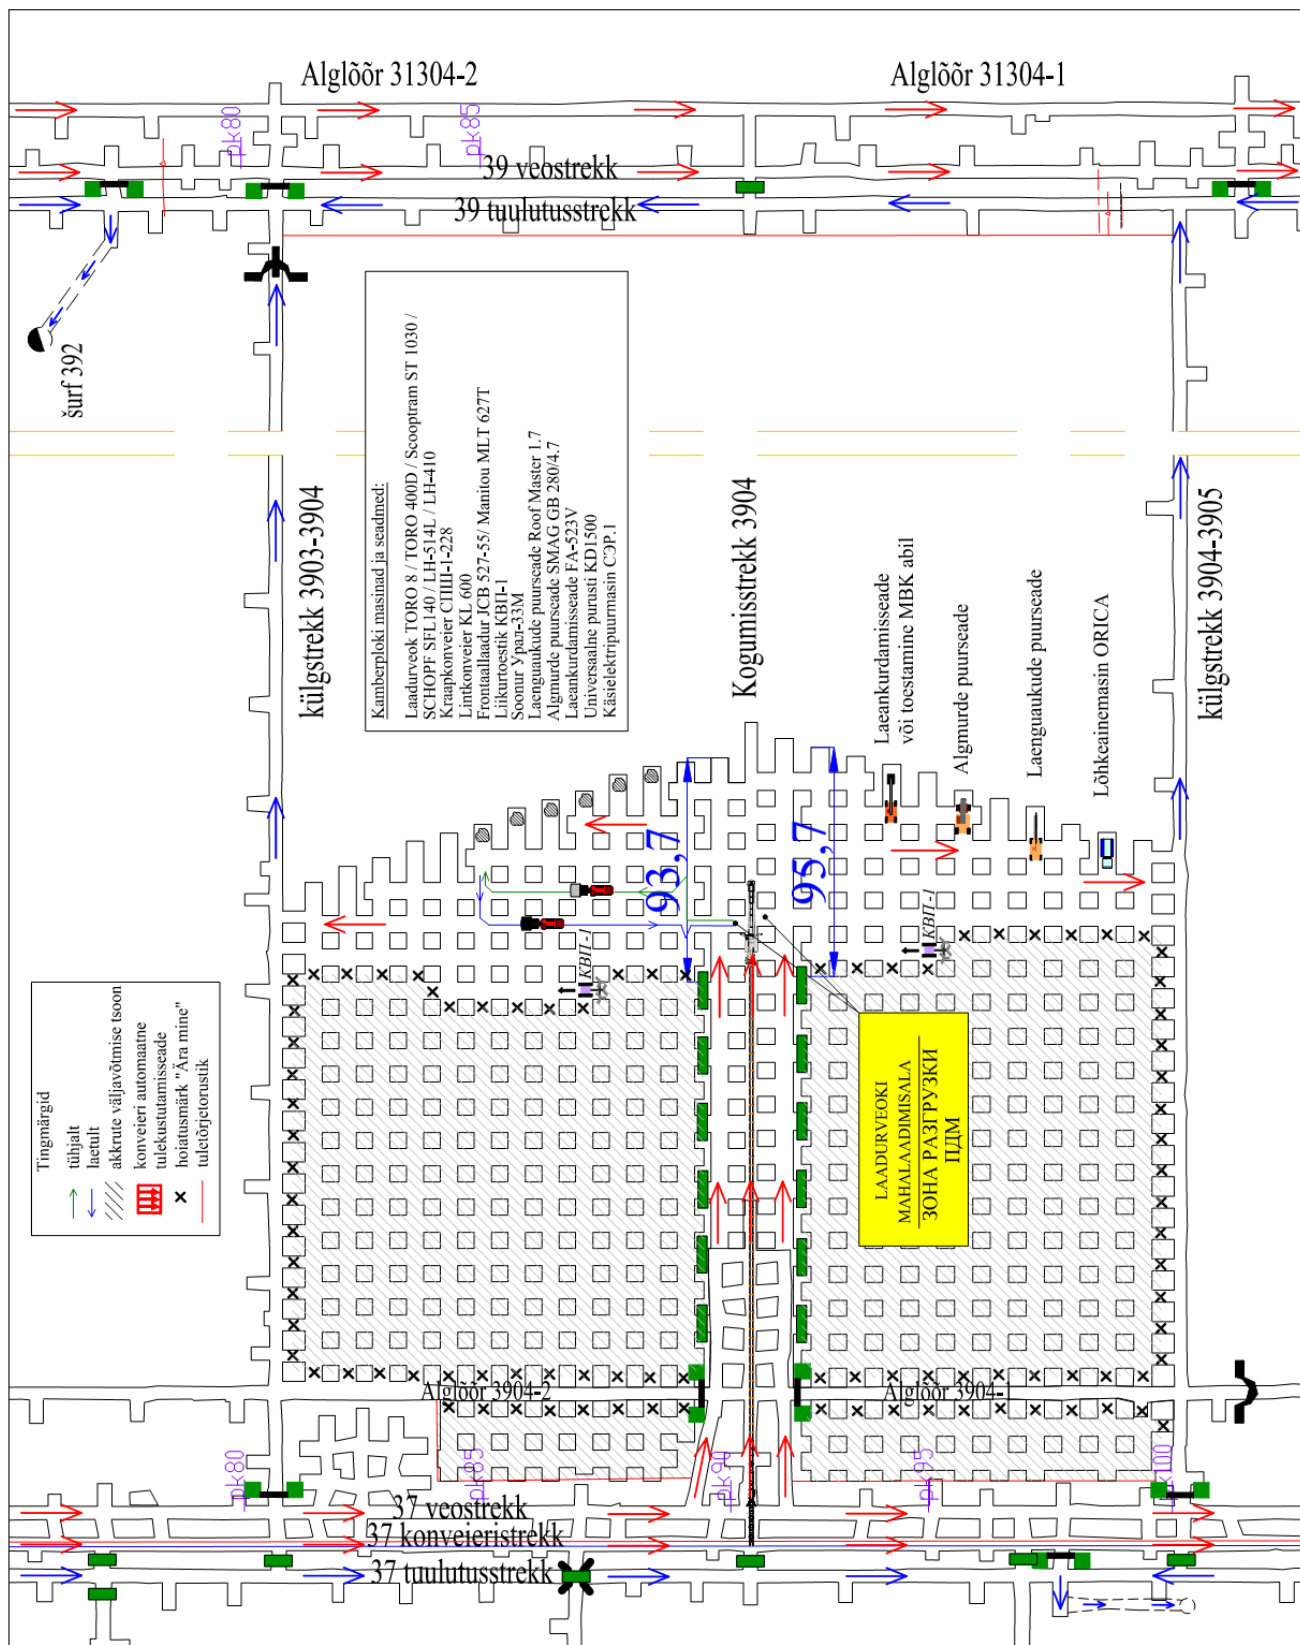 Alglõõr 31304-2
Alglõõr 31304-1
pk80
pk85
39 veostrekk
39 tuulutusstrekk
šurf 392
külgstrekk 3903-3904
Kamberploki masinad ja seadmed:
Laadurveok TORO 8 / TORO 400D / Scooptram ST 1030 /
SCHOPF SFL140 / LH-514L / LH-410
Kraapkonveier СПШ-1-228
Lintkonveier KL 600
Frontaallaadur JCB 527-55/ Manitou MLT 627T
Liikurtoestik КВП-1
Soonur Урал-33М
Laenguaukude puurseade Roof Master 1.7
Algmurde puurseade SMAG GB 280/4.7
Laeankurdamisseade FA-523V
Universaalne purusti KD1500
Käsielektripuurmasin СЭР.1
Kogumisstrekk 3904
külgstrekk 3904-3905
Laeankurdamisseade
või toestamine MBK abil
Algmurde puurseade
Laenguaukude puurseade
Lõhkeainemasin ORICA
93,7
95,7
КВП-1
КВП-1
Tingmärgid
tühjalt
laetult
akkrute väljavõtmise tsoon
konveieri automaatne
tulekustutamisseade
hoiatusmärk "Ära mine"
tuletõrjetorustik
LAADURVEOKI
MAHALAADIMISALA
ЗОНА РАЗГРУЗКИ
ПДМ
Alglõõr 3904-2
Alglõõr 3904-1
pk80
pk85
pk90
pk95
pk100
37 veostrekk
37 konveieristrekk
37 tuulutusstrekk